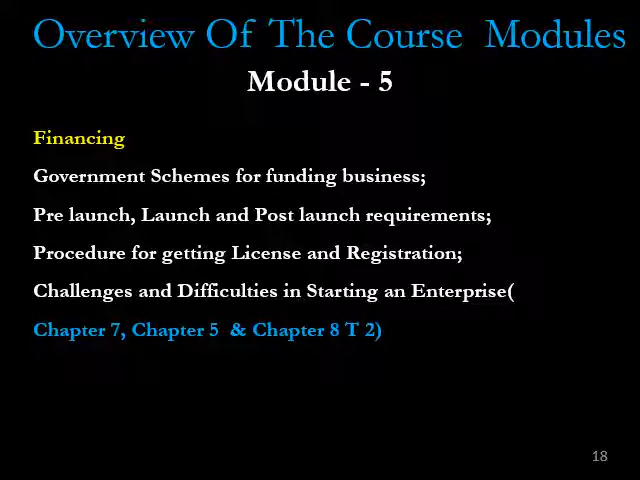 Overview Of The Course Modules
Module - 5
Financing
Government Schemes for funding business;
Pre launch, Launch and Post launch requirements;
Procedure for getting License and Registration;
Challenges and Difficulties in Starting an Enterprise(
Chapter 7, Chapter 5 & Chapter 8 T 2)
18